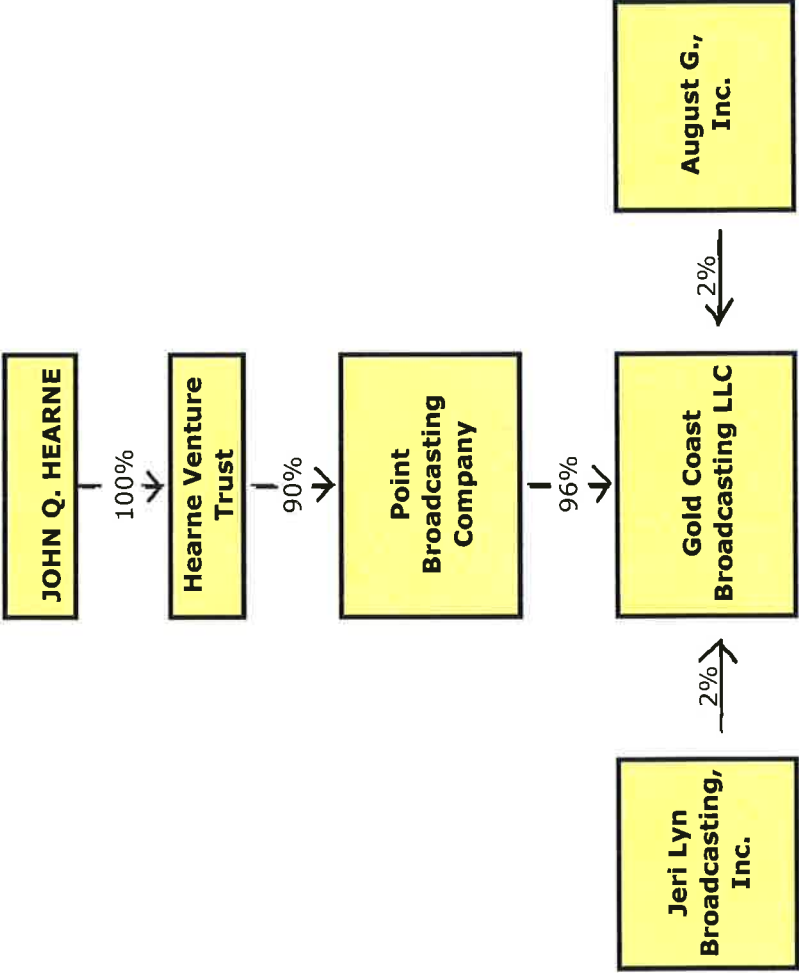 JOHN Q. HEARNE
100%
Hearne Venture
Trust
90%
Point
Broadcasting
Company
96%
Jeri Lyn
Broadcasting,
Inc.
2%
Gold Coast
Broadcasting LLC
2%
August G.,
Inc.